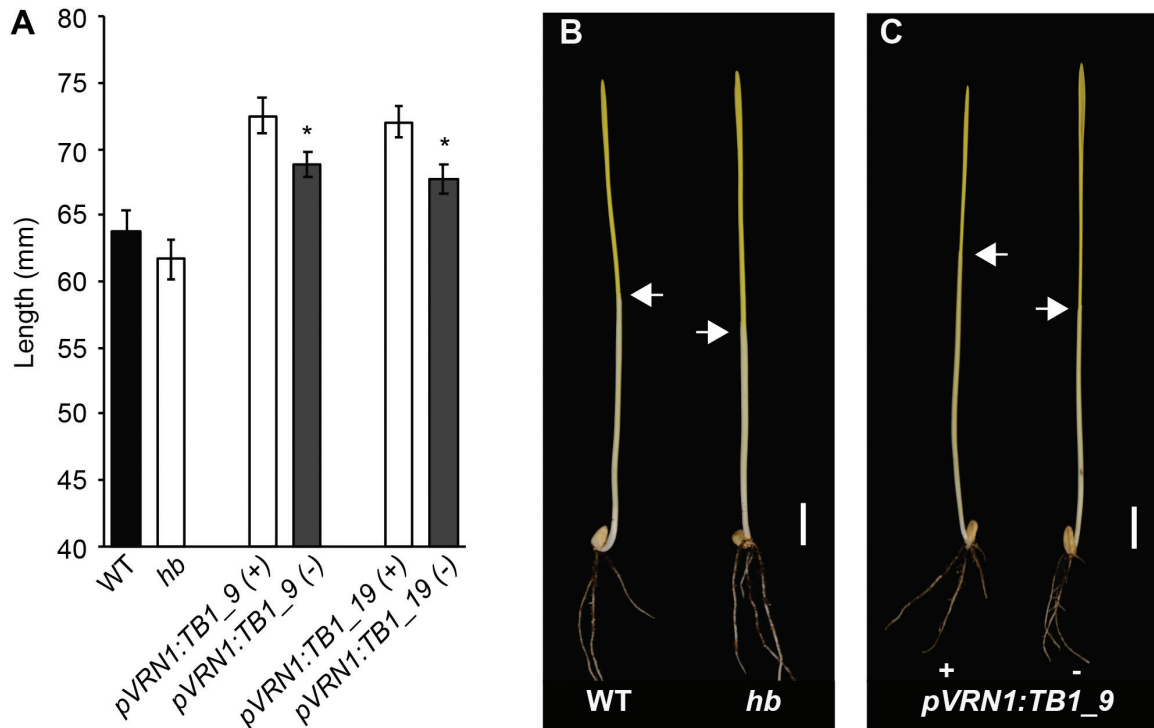 A
80
75
70
65
60
55
50
45
40
Length (mm)
*
*
WT
hb
pVRN1:TB1_9 (+)
pVRN1:TB1_9 (-)
pVRN1:TB1_19 (+)
pVRN1:TB1_19 (-)
B
WT
hb
C
+
-
pVRN1:TB1_9